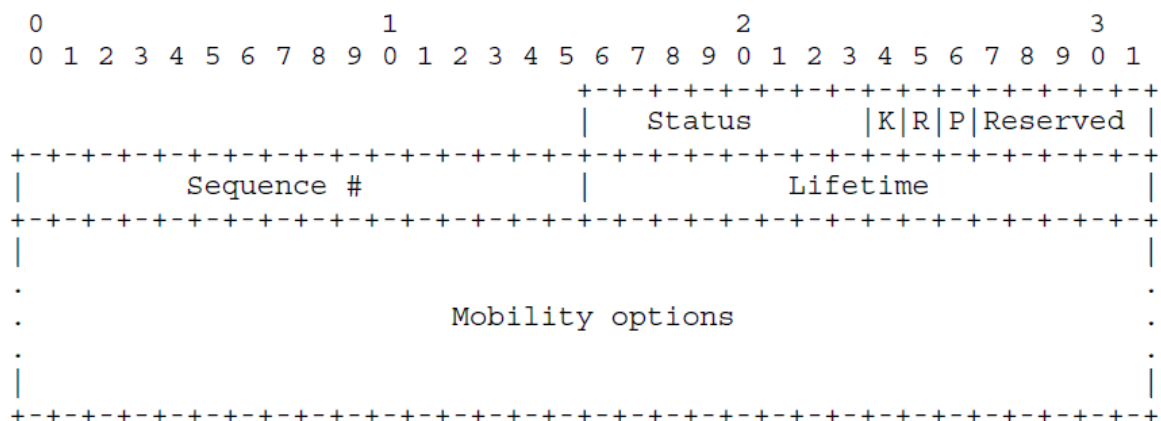 0                   1                   2                   3
 0 1 2 3 4 5 6 7 8 9 0 1 2 3 4 5 6 7 8 9 0 1 2 3 4 5 6 7 8 9 0 1
                                +-+-+-+-+-+-+-+-+-+-+-+-+-+-+-+-+
                                |   Status      |K|R|P|Reserved |
+-+-+-+-+-+-+-+-+-+-+-+-+-+-+-+-+-+-+-+-+-+-+-+-+-+-+-+-+-+-+-+-+
|         Sequence #            |           Lifetime            |
+-+-+-+-+-+-+-+-+-+-+-+-+-+-+-+-+-+-+-+-+-+-+-+-+-+-+-+-+-+-+-+-+
|                                                               |
.                                                               .
.                        Mobility options                       .
.                                                               .
|                                                               |
+-+-+-+-+-+-+-+-+-+-+-+-+-+-+-+-+-+-+-+-+-+-+-+-+-+-+-+-+-+-+-+-+